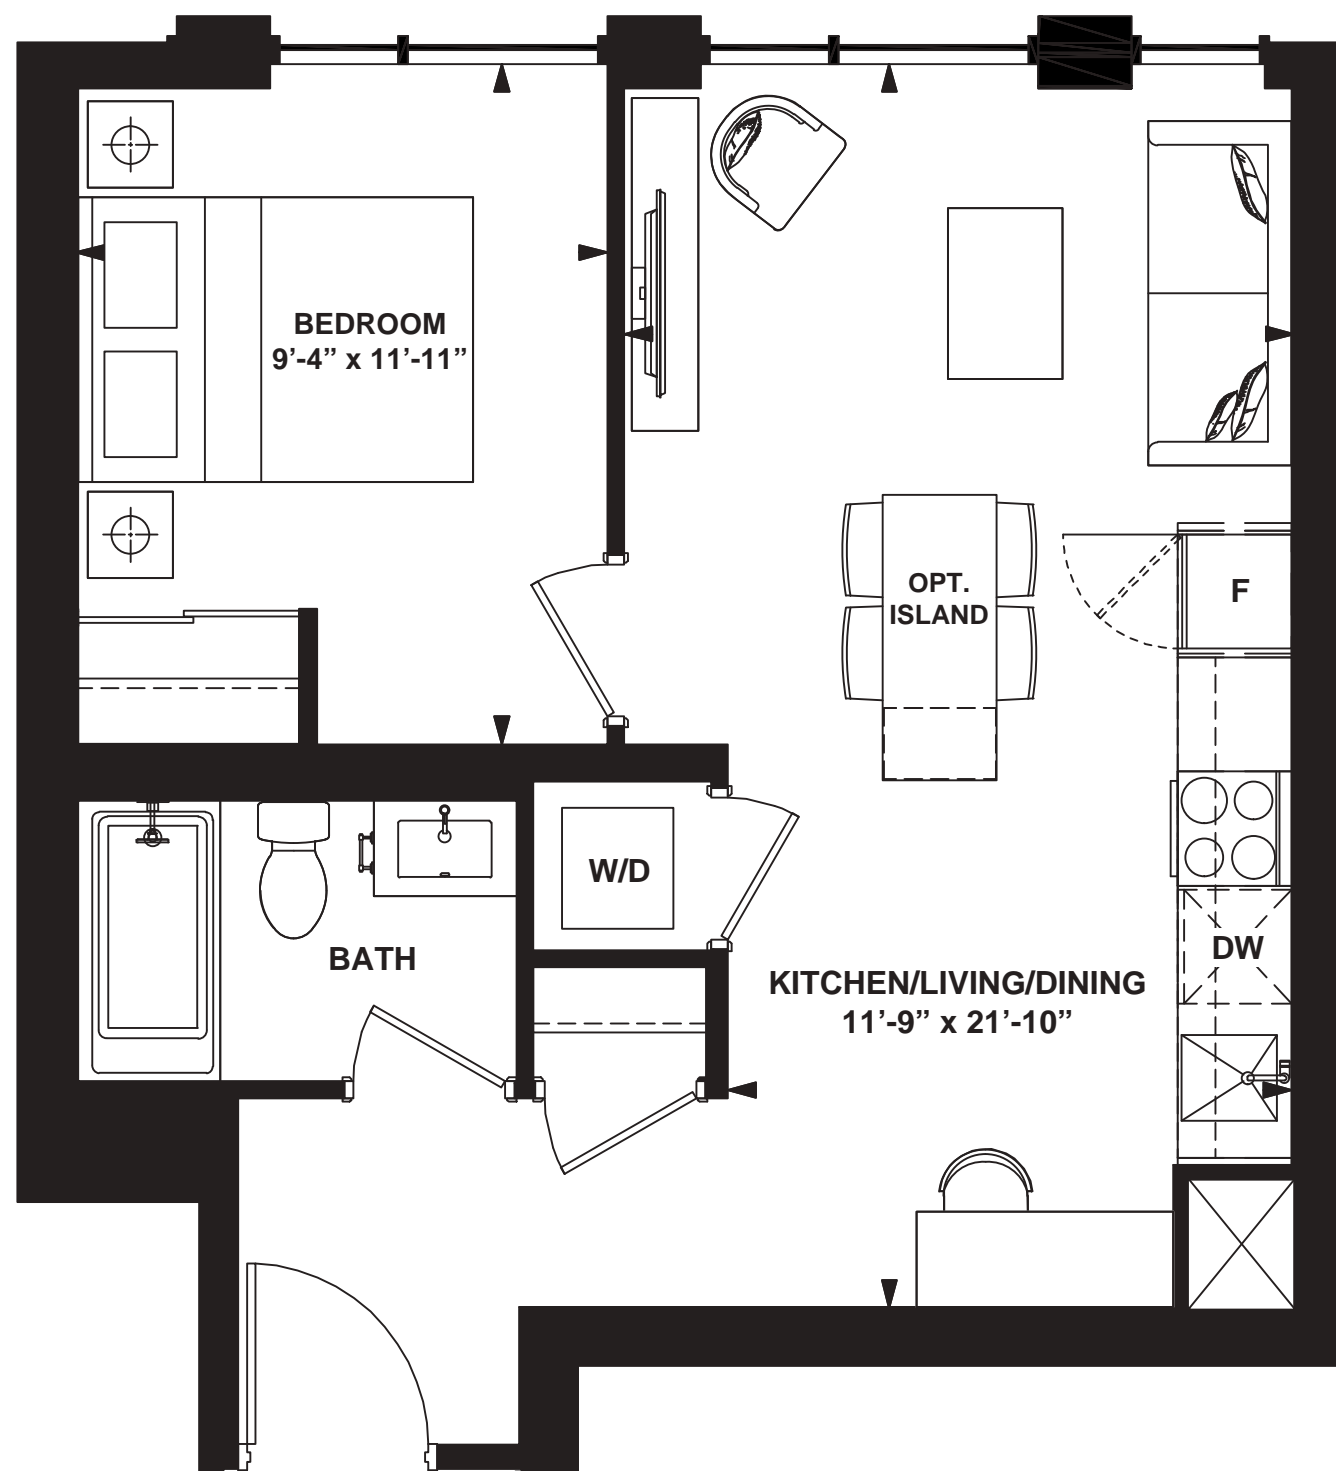 BEDROOM
9’-4” x 11’-11”
OPT.
ISLAND
F
W/D
BATH
DW
KITCHEN/LIVING/DINING
11’-9” x 21’-10”